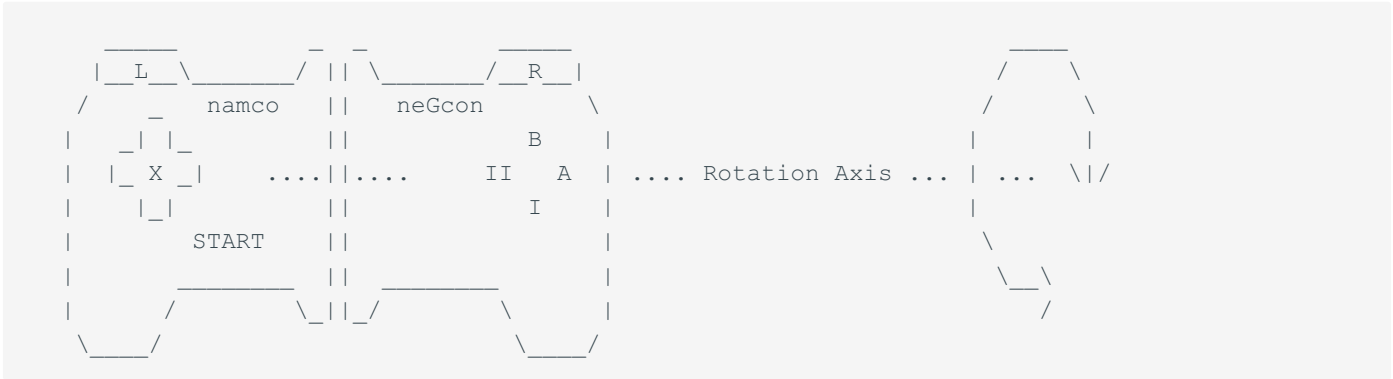 L R
namco neGcon
B
X .... .... II A .... Rotation Axis ... ...
I
START